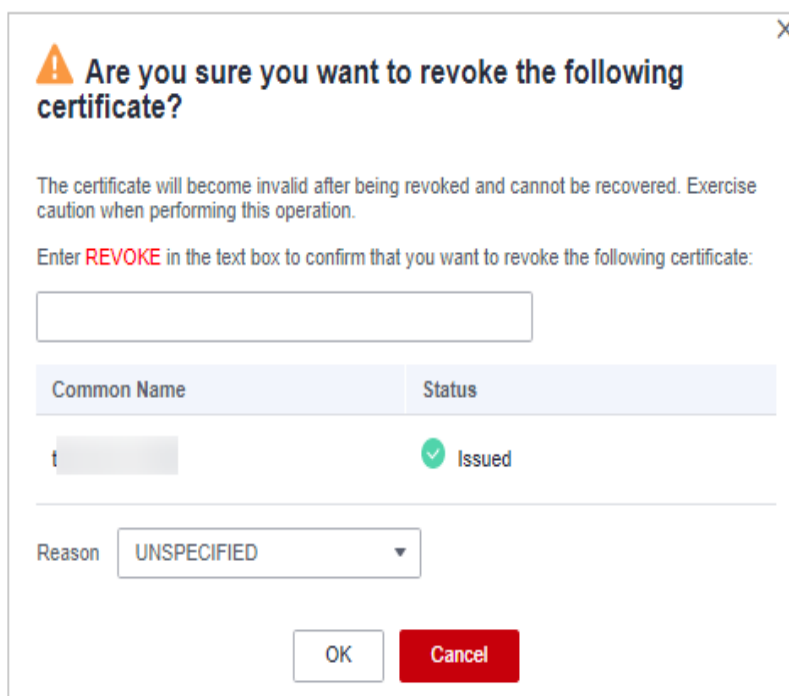 Are you sure you want to revoke the following
certificate?
The certificate will become invalid after being revoked and cannot be recovered. Exercise
caution when performing this operation.
Enter REVOKE in the text box to confirm that you want to revoke the following certificate:
Common Name Status
t Issued
Reason UNSPECIFIED
OK Cancel